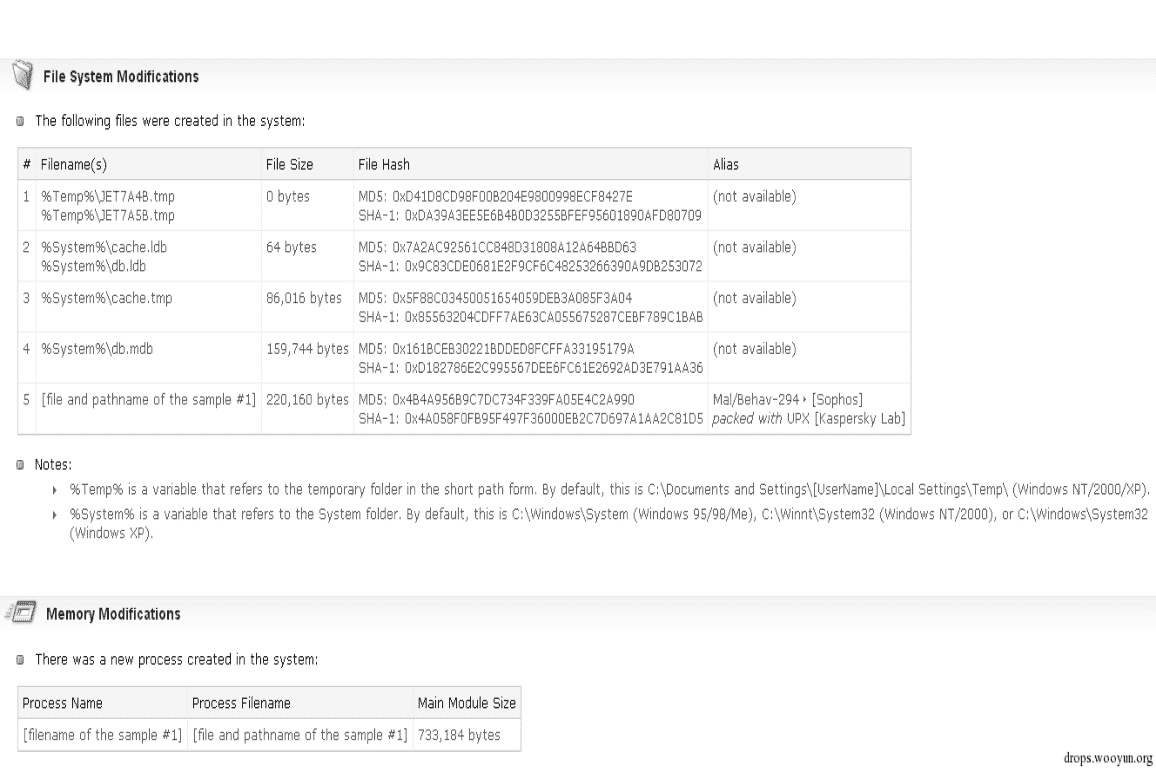 File System Modifications
The following files were created in the system:
# Filename(s) File Size File Hash Alias
1 %Temp%\JET7A4B.tmp 0 bytes MD5: 0xD41D8CD98F00B204E9800998ECF8427E (not available)
%Temp%\JET7A5B.tmp SHA-1: 0xDA39A3EE5E6B4B0D3255BFEF95601890AFD80709
2 %System%\cache.ldb 64 bytes MD5: 0x7A2AC92561CC848D31808A12A64BBD63 (not available)
%System%\db.ldb SHA-1: 0x9C83CDE0681E2F9CF6C48253266390A9DB253072
3 %System%\cache.tmp 86,016 bytes MD5: 0x5F88C03450051654059DEB3A085F3A04 (not available)
SHA-1: 0x85563204CDFF7AE63CA055675287CEBF789C1BAB
4 %System%\db.mdb 159,744 bytes MD5: 0x161BCEB30221BDDED8FCFFA33195179A (not available)
SHA-1: 0xD182786E2C995567DEE6FC61E2692AD3E791AA36
5 [file and pathname of the sample #1] 220,160 bytes MD5: 0x4B4A956B9C7DC734F339FA05E4C2A990 Mal/Behav-294 [Sophos]
SHA-1: 0x4A058F0FB95F497F36000EB2C7D697A1AA2C81D5 packed with UPX [Kaspersky Lab]
Notes:
%Temp% is a variable that refers to the temporary folder in the short path form. By default, this is C:\Documents and Settings\[UserName]\Local Settings\Temp\ (Windows NT/2000/XP).
%System% is a variable that refers to the System folder. By default, this is C:\Windows\System (Windows 95/98/Me), C:\Winnt\System32 (Windows NT/2000), or C:\Windows\System32
(Windows XP).
Memory Modifications
There was a new process created in the system:
Process Name Process Filename Main Module Size
[filename of the sample #1] [file and pathname of the sample #1] 733,184 bytes
drops.wooyun.org